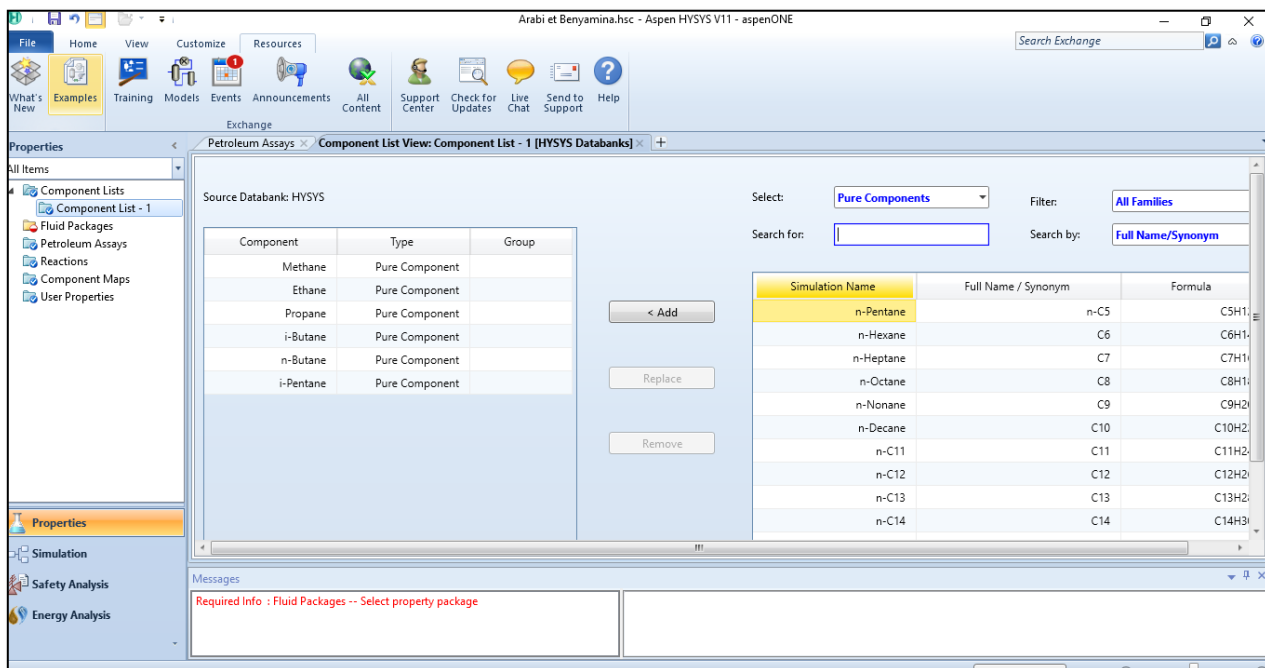 Arabi et Benyamina.hsc - Aspen HYSYS V11 - aspenONE
File Home View Customize Resources
Search Exchange
What's New
Examples
Training
Models
Events
1
Announcements
All Content
Support Center
Check for Updates
Live Chat
Send to Support
Help
Exchange
Properties
All Items
Component Lists
Component List - 1
Fluid Packages
Petroleum Assays
Reactions
Component Maps
User Properties
Properties
Simulation
Safety Analysis
Energy Analysis
Petroleum Assays
Component List View: Component List - 1 [HYSYS Databanks]
Source Databank: HYSYS
Select: Pure Components
Filter: All Families
Search for:
Search by: Full Name/Synonym
Component Type Group
Methane Pure Component
Ethane Pure Component
Propane Pure Component
i-Butane Pure Component
n-Butane Pure Component
i-Pentane Pure Component
< Add
Replace
Remove
Simulation Name Full Name / Synonym Formula
n-Pentane n-C5
n-Hexane C6
n-Heptane C7
n-Octane C8
n-Nonane C9
n-Decane C10
n-C11 C11
n-C12 C12
n-C13 C13
n-C14 C14
Messages
Required Info : Fluid Packages -- Select property package